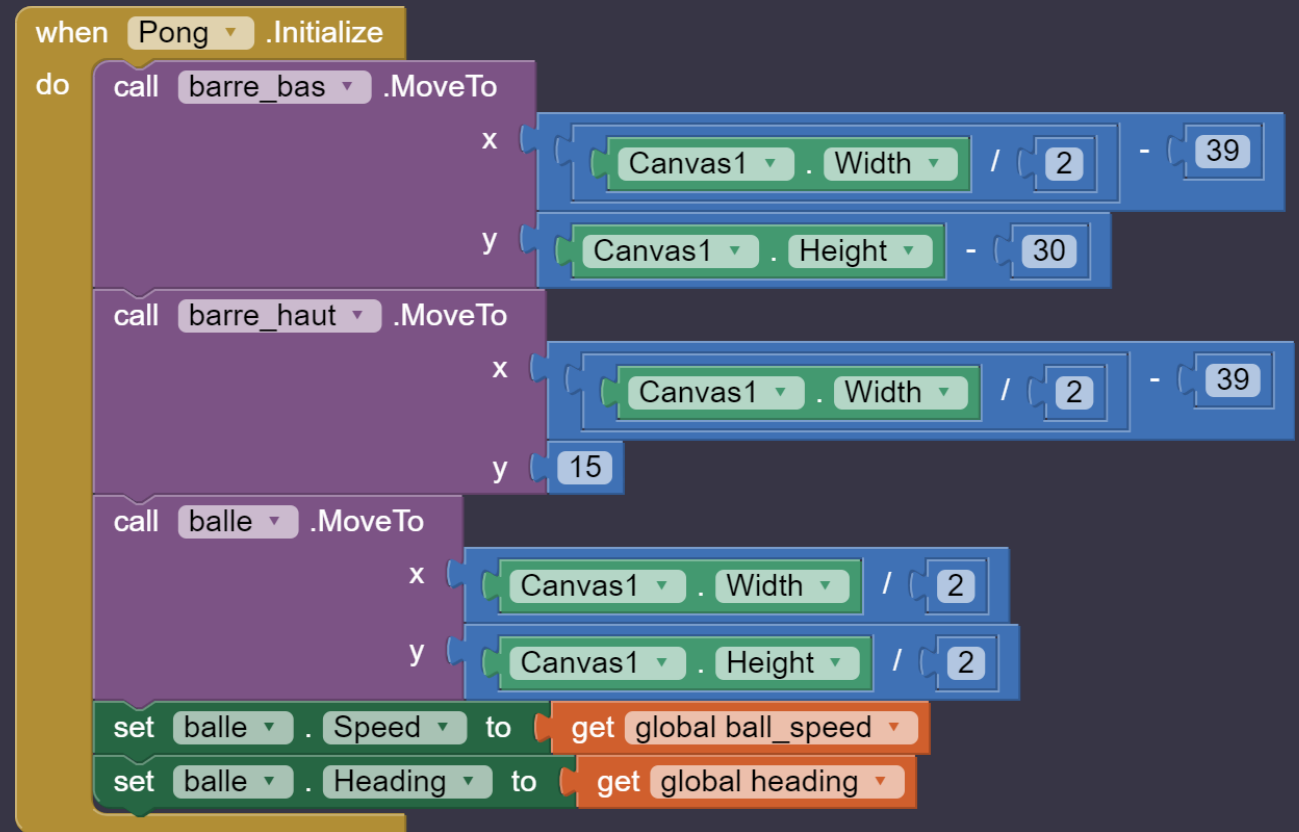 when Pong .Initialize
do call barre_bas .MoveTo
x Canvas1 . Width / 2 - 39
y Canvas1 . Height - 30
call barre_haut .MoveTo
x Canvas1 . Width / 2 - 39
y 15
call balle .MoveTo
x Canvas1 . Width / 2
y Canvas1 . Height / 2
set balle . Speed to get global ball_speed
set balle . Heading to get global heading